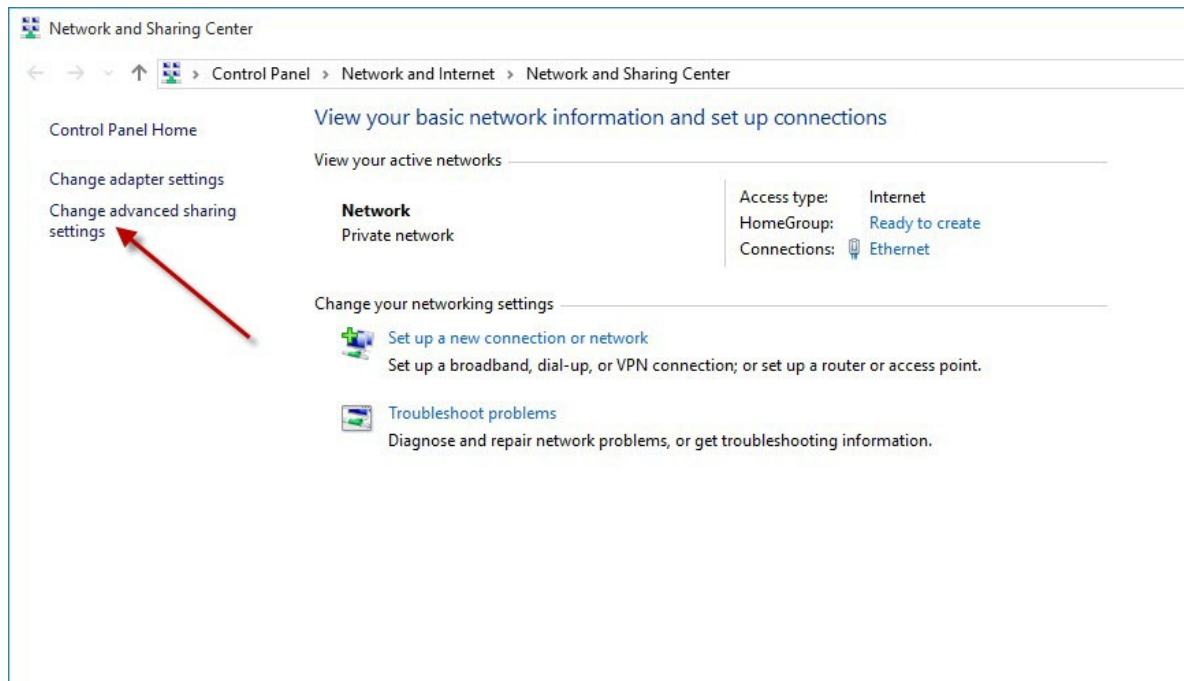 Network and Sharing Center
Control Panel > Network and Internet > Network and Sharing Center
Control Panel Home
Change adapter settings
Change advanced sharing
settings
View your basic network information and set up connections
View your active networks
Network
Private network
Access type: Internet
HomeGroup: Ready to create
Connections: Ethernet
Change your networking settings
Set up a new connection or network
Set up a broadband, dial-up, or VPN connection; or set up a router or access point.
Troubleshoot problems
Diagnose and repair network problems, or get troubleshooting information.